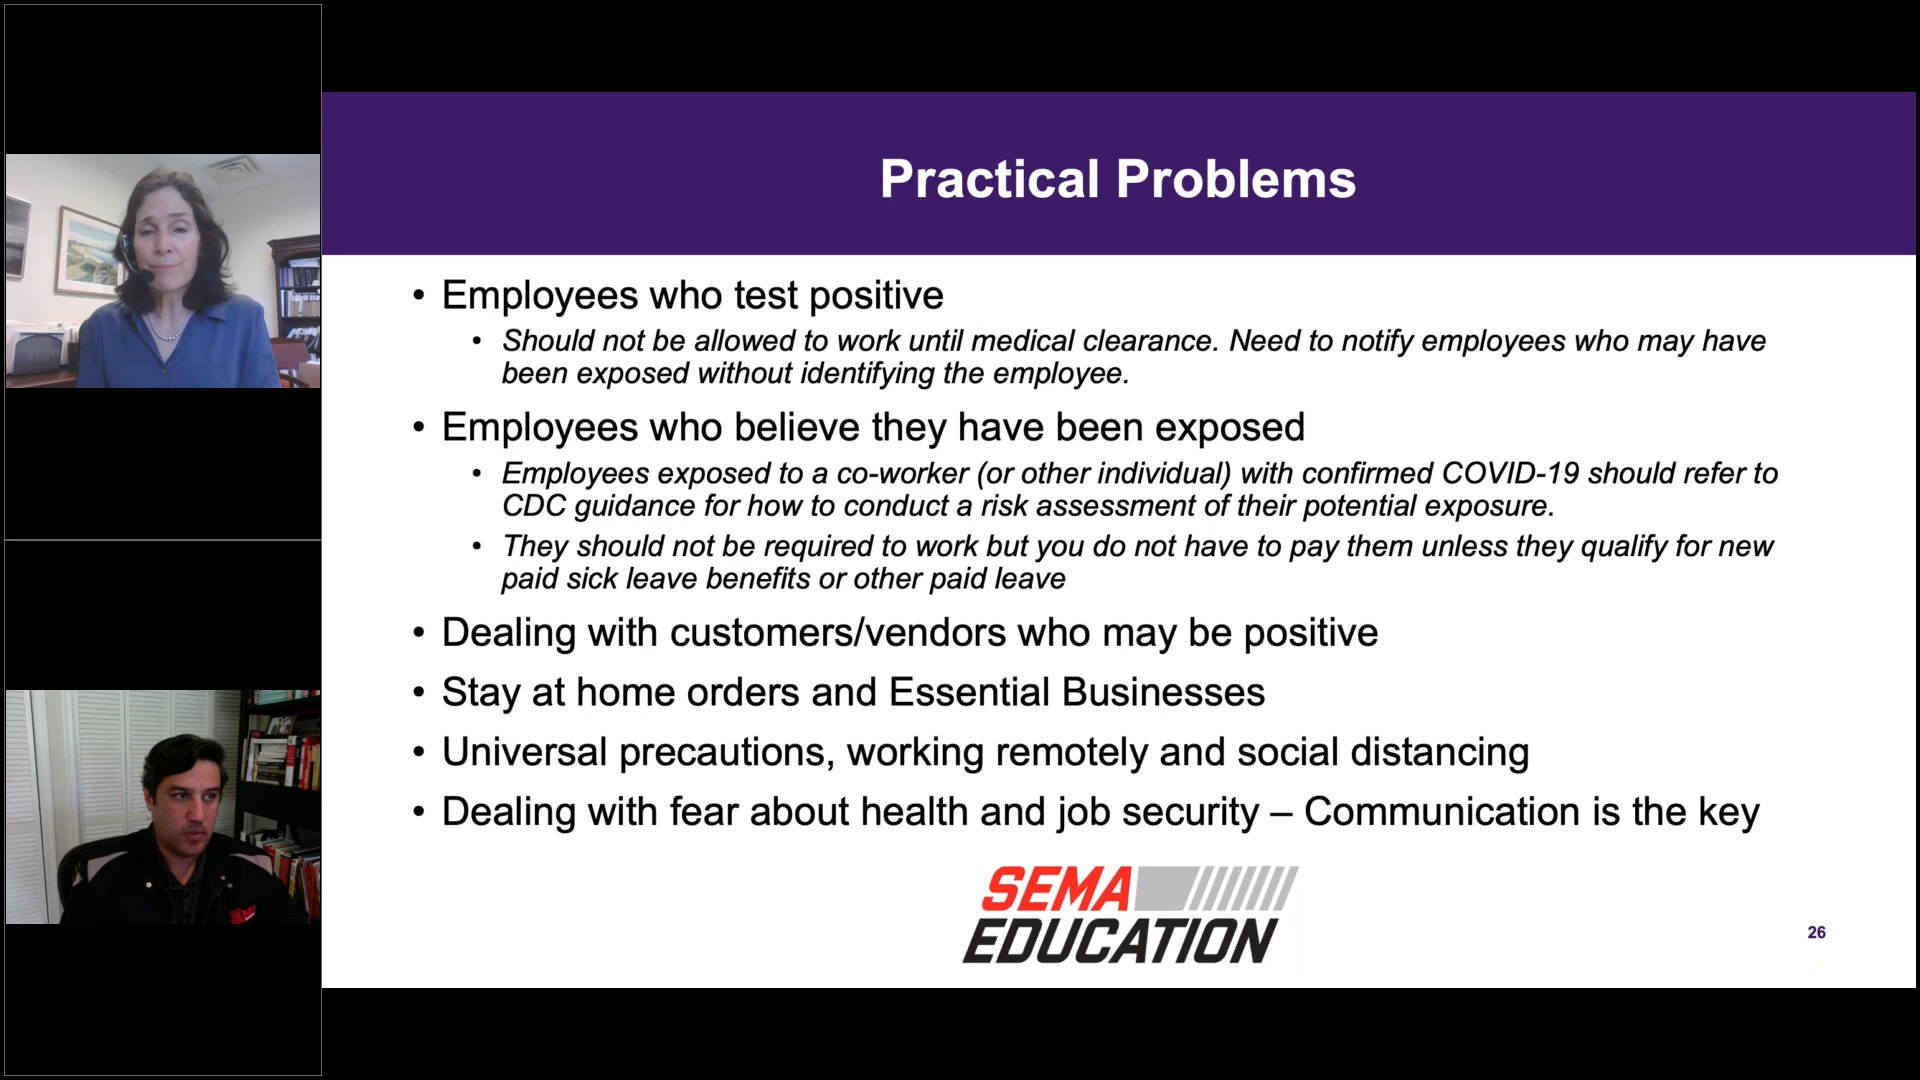 Practical Problems
• Employees who test positive
• Should not be allowed to work until medical clearance. Need to notify employees who may have
been exposed without identifying the employee.
• Employees who believe they have been exposed
• Employees exposed to a co-worker (or other individual) with confirmed COVID-19 should refer to
CDC guidance for how to conduct a risk assessment of their potential exposure.
• They should not be required to work but you do not have to pay them unless they qualify for new
paid sick leave benefits or other paid leave
• Dealing with customers/vendors who may be positive
• Stay at home orders and Essential Businesses
• Universal precautions, working remotely and social distancing
• Dealing with fear about health and job security – Communication is the key
SEMA
EDUCATION
26
SEMA